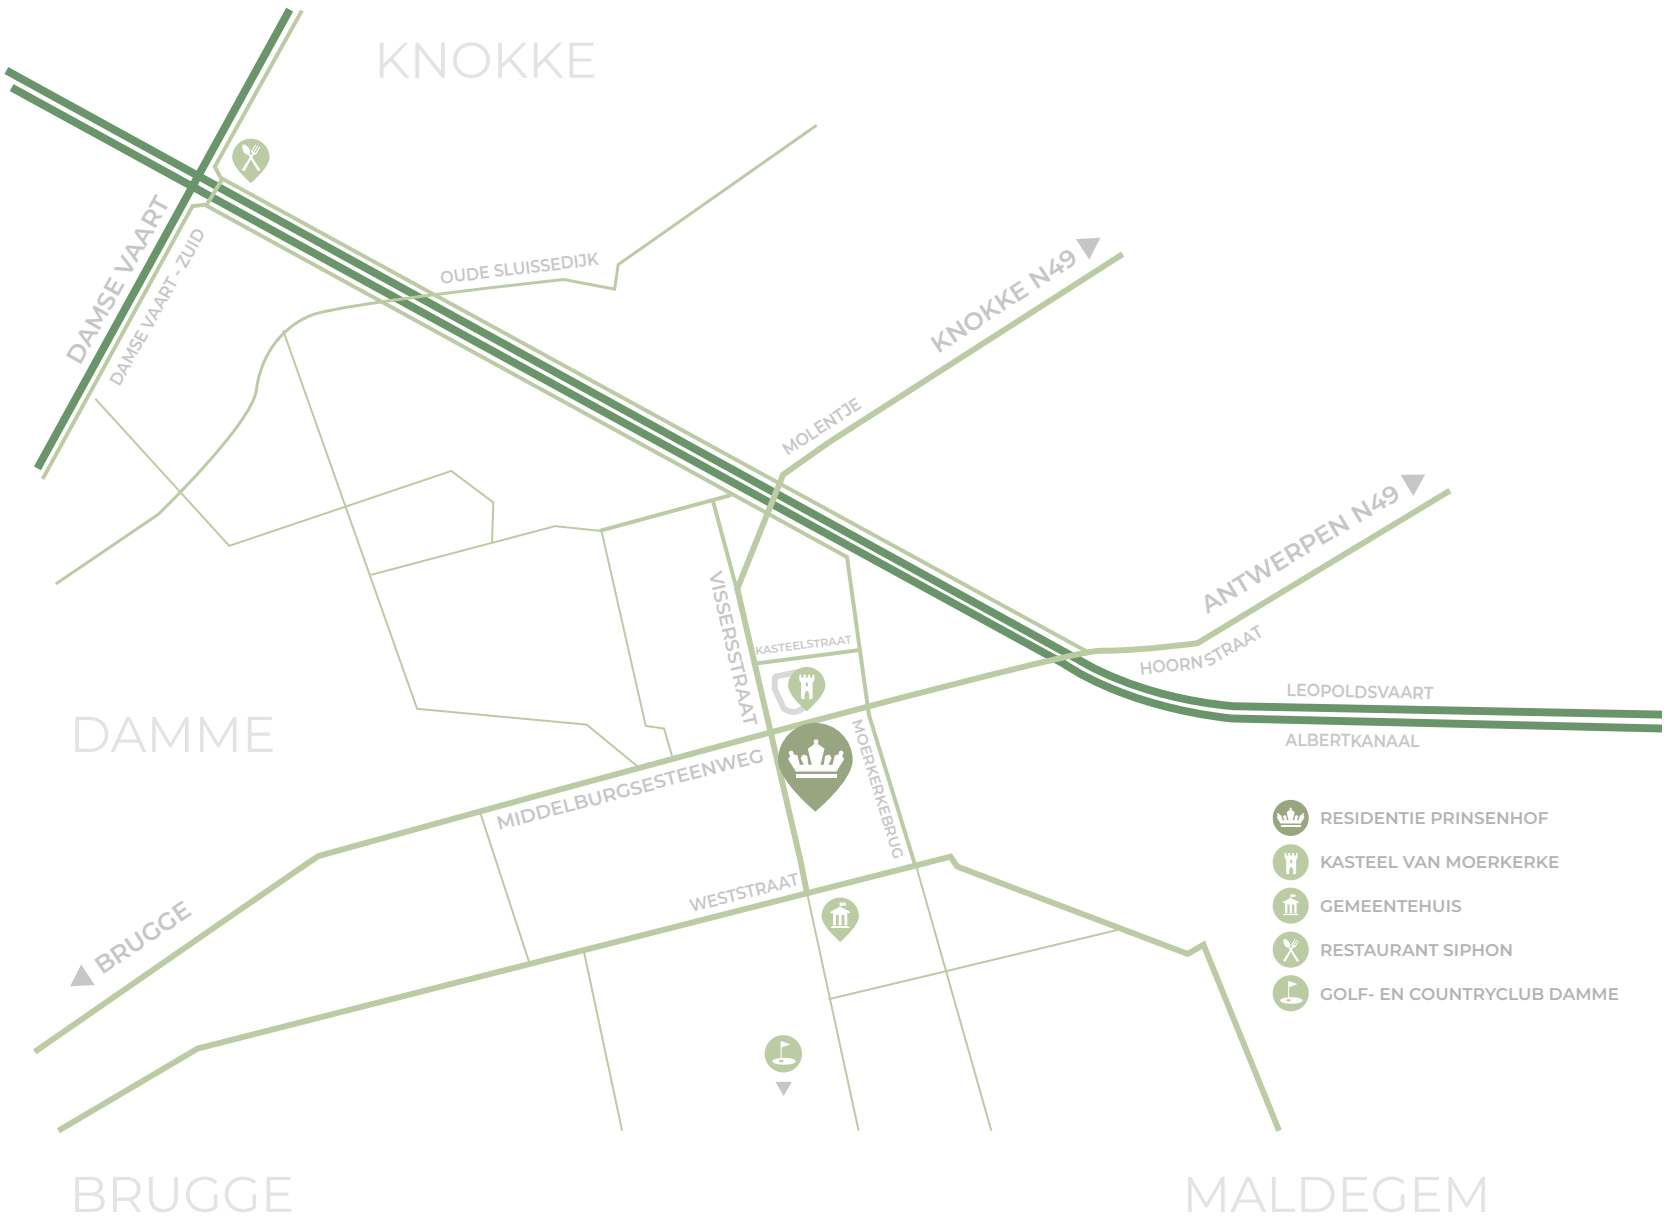 KNOKKE
DAMSE VAART
DAMSE VAART - ZUID
OUDE SLUISSEDIJK
KNOKKE N49
MOLENTJE
ANTWERPEN N49
HOORNSTRAAT
VISSERSSTRAAT
KASTEELSTRAAT
LEOPOLDSVAART
ALBERTKANAAL
DAMME
MIDDELBURGSESTEENWEG
MOERKERKEBRUG
WESTSTRAAT
BRUGGE
RESIDENTIE PRINSENHOF
KASTEEL VAN MOERKERKE
GEMEENTEHUIS
RESTAURANT SIPHON
GOLF- EN COUNTRYCLUB DAMME
BRUGGE
MALDEGEM